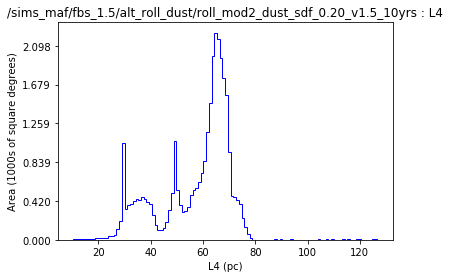 /sims_maf/fbs_1.5/alt_roll_dust/roll_mod2_dust_sdf_0.20_v1.5_10yrs : L4
Area (1000s of square degrees)
2.098
1.679
1.259
0.839
0.420
0.000
20 40 60 80 100 120
L4 (pc)